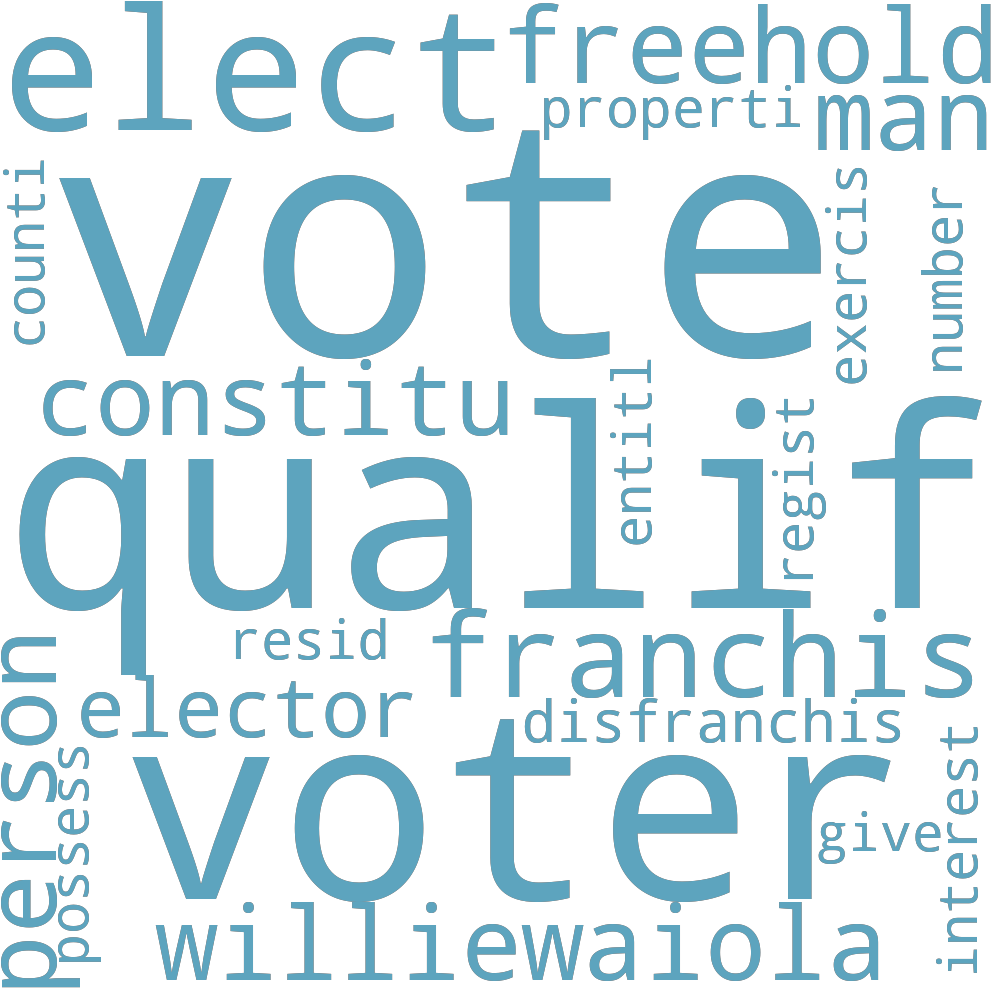 elect
freehold
properti
man
counti
vote
exercis
number
constitu
entitl
regist
qualif
resid
franchis
person
elector
disfranchis
possess
voter
give
interest
williewaiola